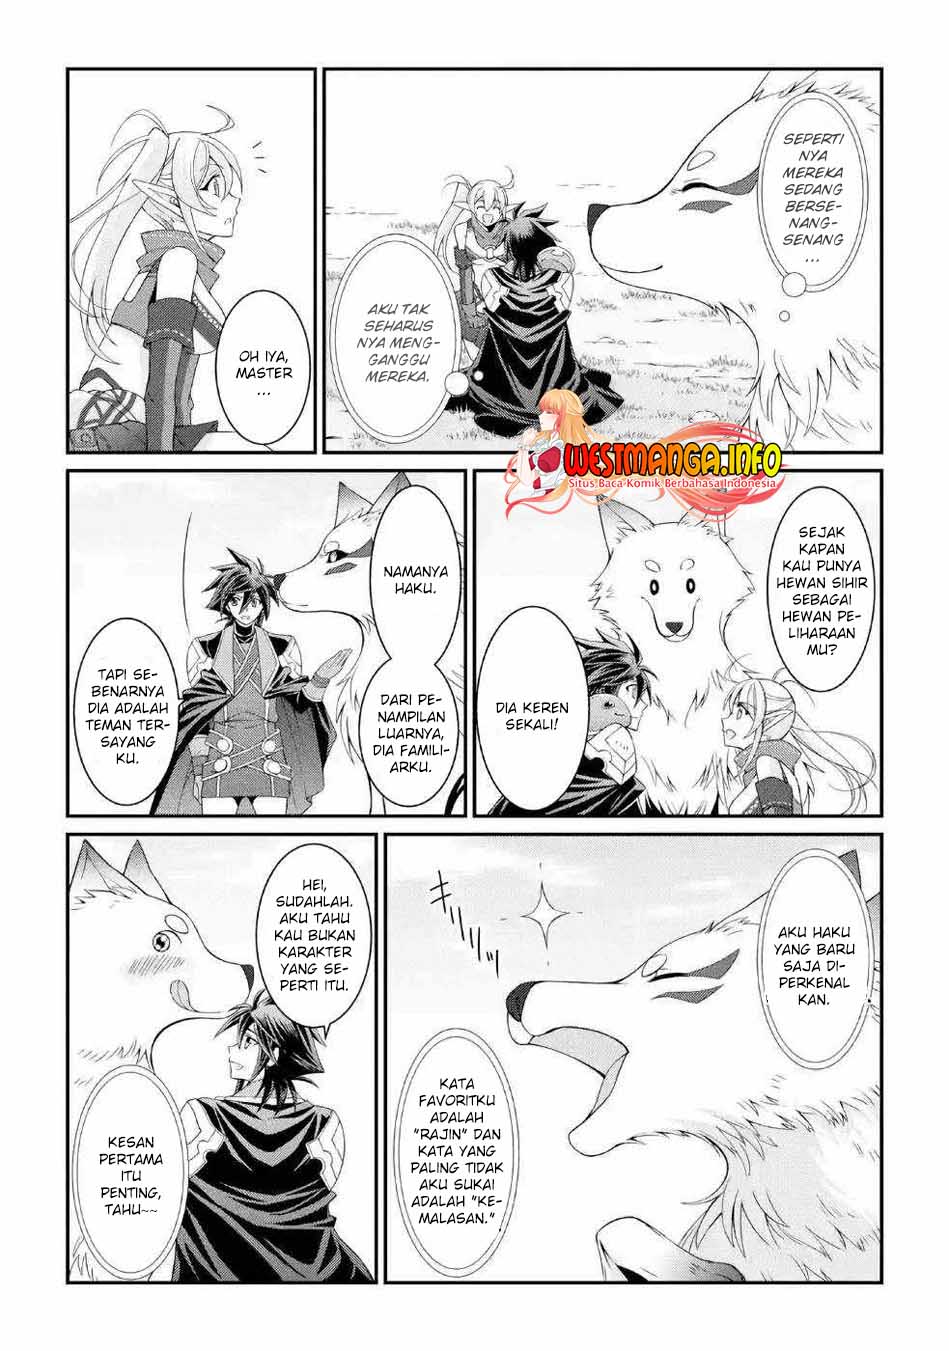 SEPERTI
NYA
MEREKA
SEDANG
BERSE-
NANG-
SENANG
...
AKU TAK
SEHARUS
NYA MENG-
GANGGU
MEREKA.
OH IYA,
MASTER
...
WESTMANGA.INFO
Situs Baca Komik Berbahasa Indonesia
SEJAK
KAPAN
KAU PUNYA
HEWAN SIHIR
SEBAGAI
HEWAN PE-
LIHARAAN
MU?
DIA KEREN
SEKALI!
NAMANYA
HAKU.
DARI PE-
NAMPILAN
LUARNYA,
DIA FAMILI-
ARKU.
TAPI SE-
BENARNYA
DIA ADALAH
TEMAN TER-
SAYANG
KU.
AKU HAKU
YANG BARU
SAJA DI-
PERKENAL
KAN.
KATA
FAVORITKU
ADALAH
"RAJIN" DAN
KATA YANG
PALING TIDAK
AKU SUKAI
ADALAH "KE-
MALASAN."
HEI,
SUDAHLAH.
AKU TAHU
KAU BUKAN
KARAKTER
YANG SE-
PERTI ITU.
KESAN
PERTAMA
ITU
PENTING,
TAHU~~